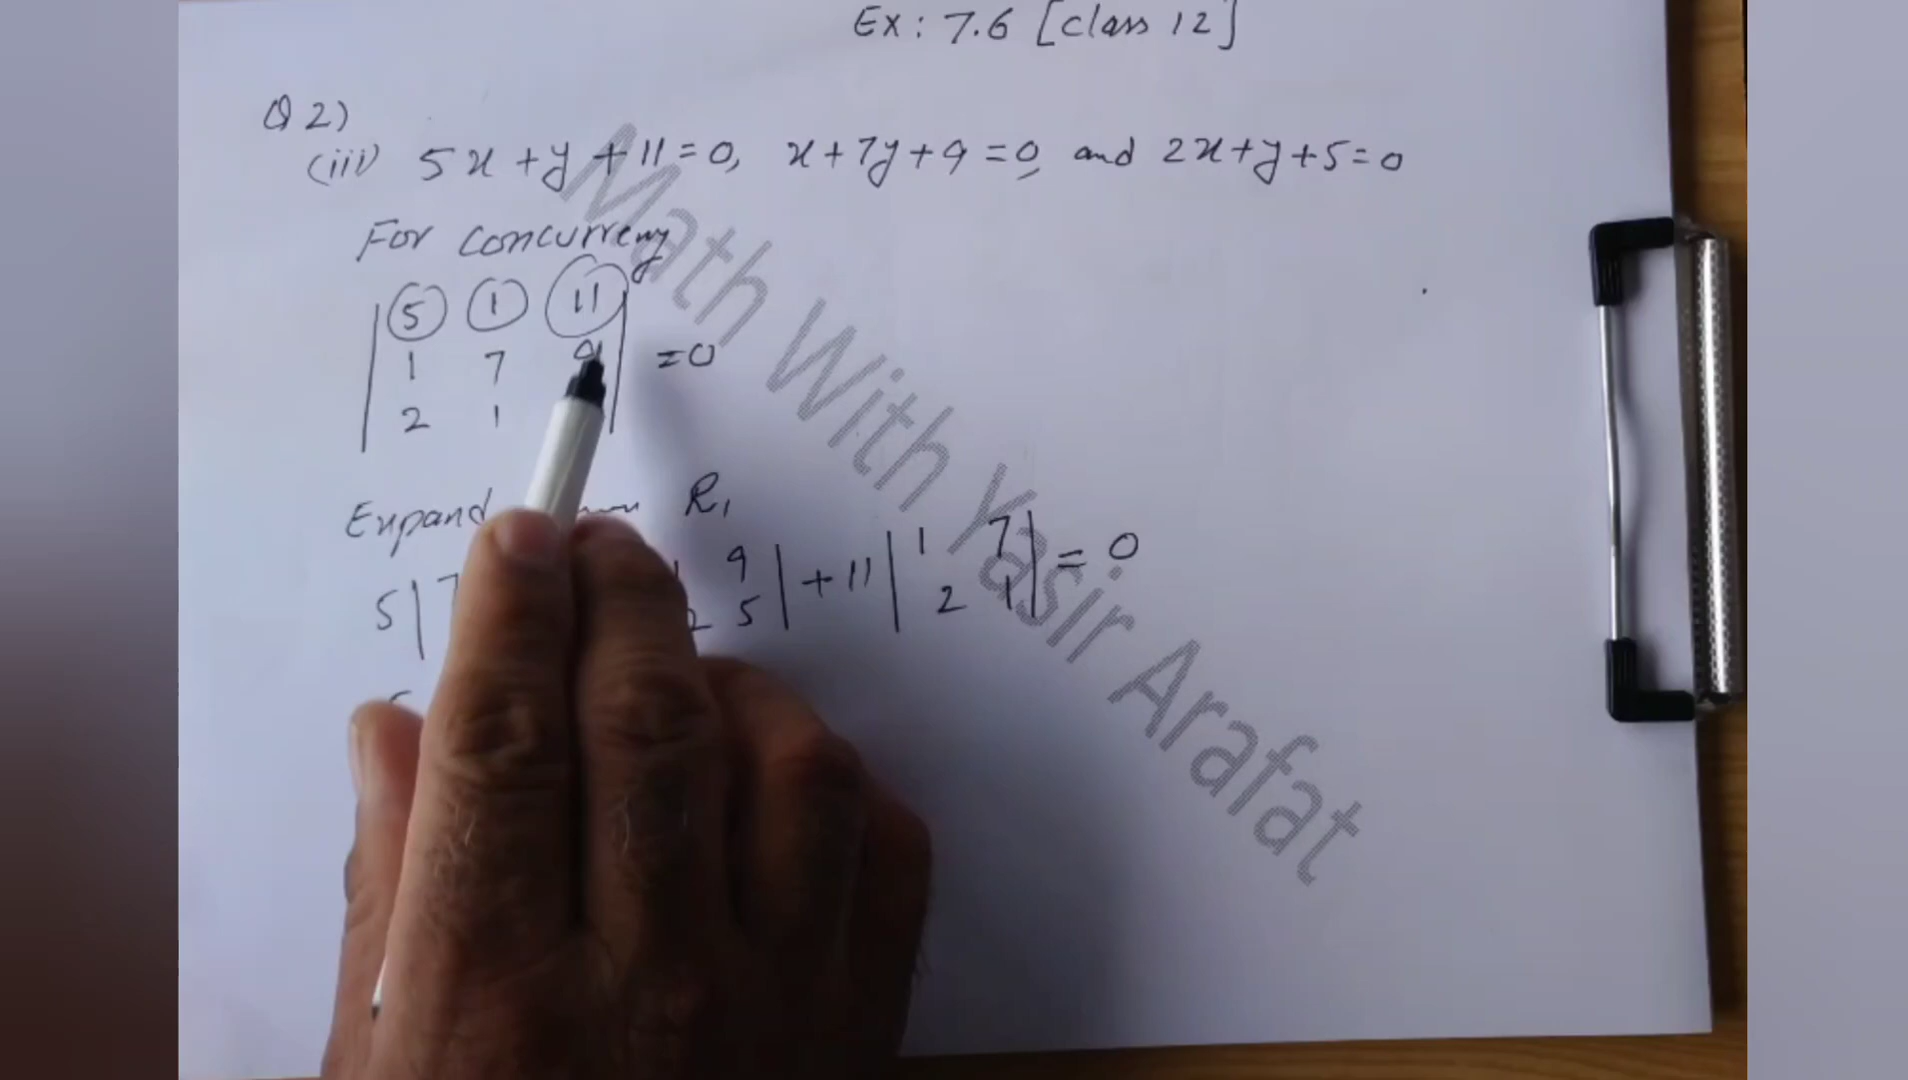 Ex: 7.6 [class 12]
Q 2)
(iii) 5x+y+11=0, x+7y+9=0, and 2x+y+5=0
For concurrency
5 1 11
1 7 9 =0
2 1
Expand R₁
5| 7 9 | + 11 | 1 7 | = 0
2 5 | 2 1 |
Math With Yasir Arafat